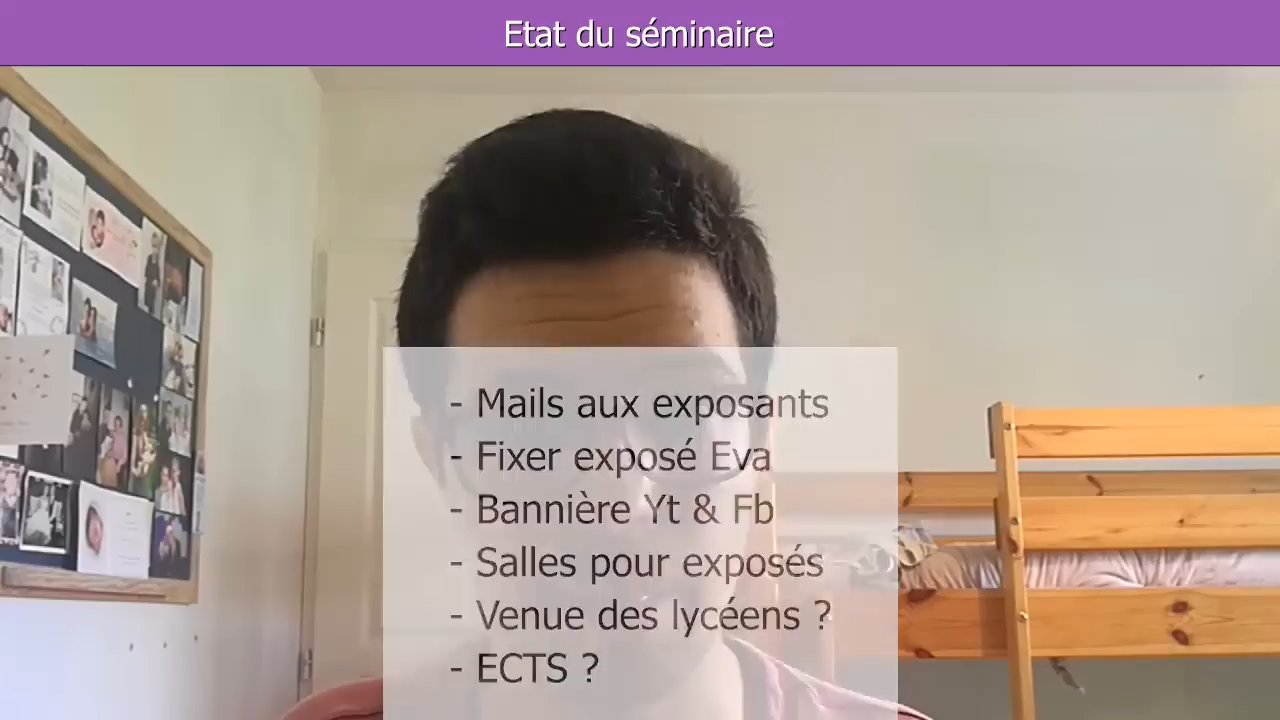 Etat du séminaire
- Mails aux exposants
- Fixer exposé Eva
- Bannière Yt & Fb
- Salles pour exposés
- Venue des lycéens ?
- ECTS ?